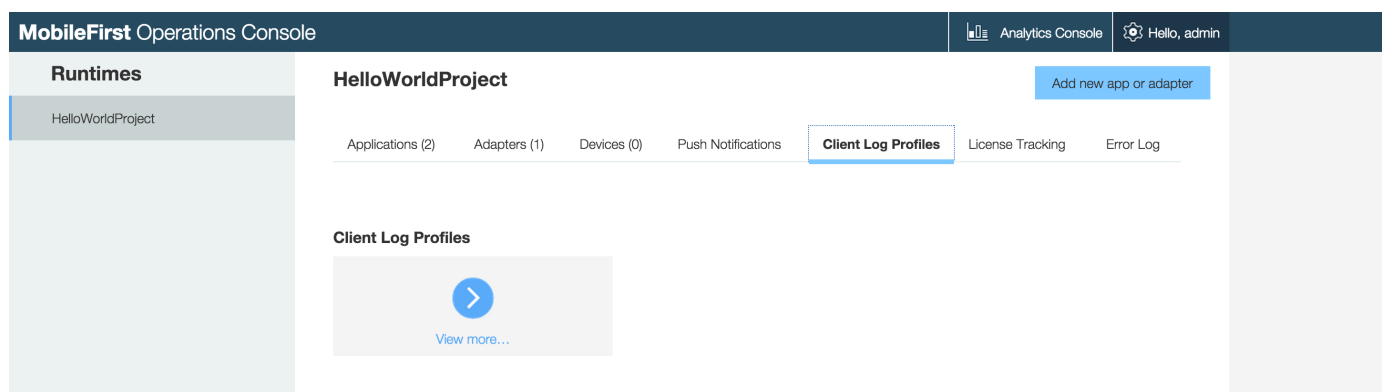 MobileFirst Operations Console
Analytics Console
Hello, admin
Runtimes
HelloWorldProject
HelloWorldProject
Add new app or adapter
Applications (2) Adapters (1) Devices (0) Push Notifications Client Log Profiles License Tracking Error Log
Client Log Profiles
View more...